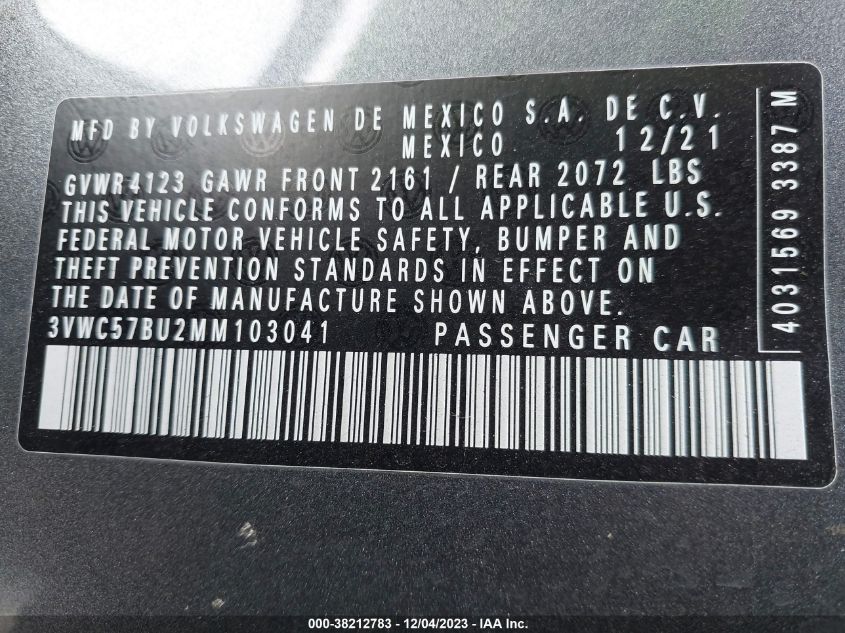 MFD BY VOLKSWAGEN DE MEXICO S.A. DE C.V.
MEXICO 12/21
GVWR 4123 GAWR FRONT 2161 / REAR 2072 LBS
THIS VEHICLE CONFORMS TO ALL APPLICABLE U.S.
FEDERAL MOTOR VEHICLE SAFETY, BUMPER AND
THEFT PREVENTION STANDARDS IN EFFECT ON
THE DATE OF MANUFACTURE SHOWN ABOVE.
3VWC57BU2MM103041 PASSENGER CAR
4031569 3387 M
000-38212783 - 12/04/2023 - IAA Inc.